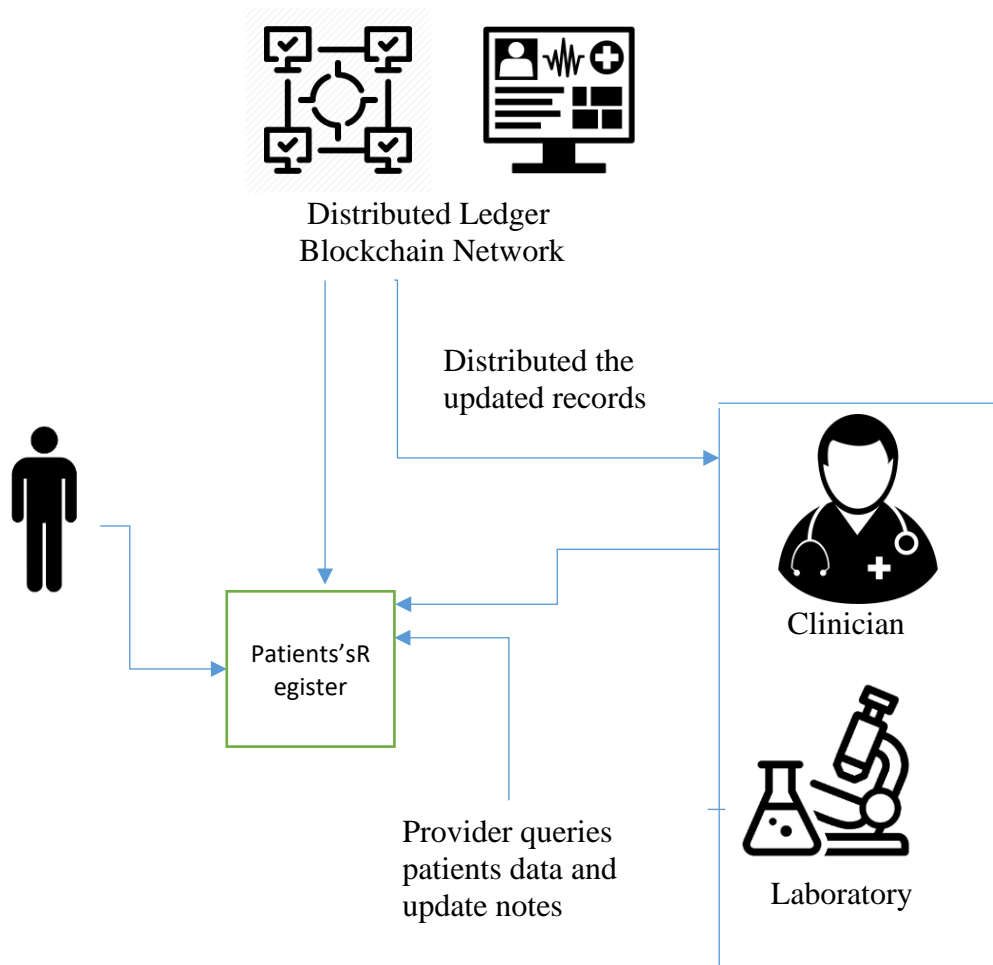 Distributed Ledger
Blockchain Network
Distributed the
updated records
Clinician
Patients’sR
egister
Provider queries
patients data and
update notes
Laboratory